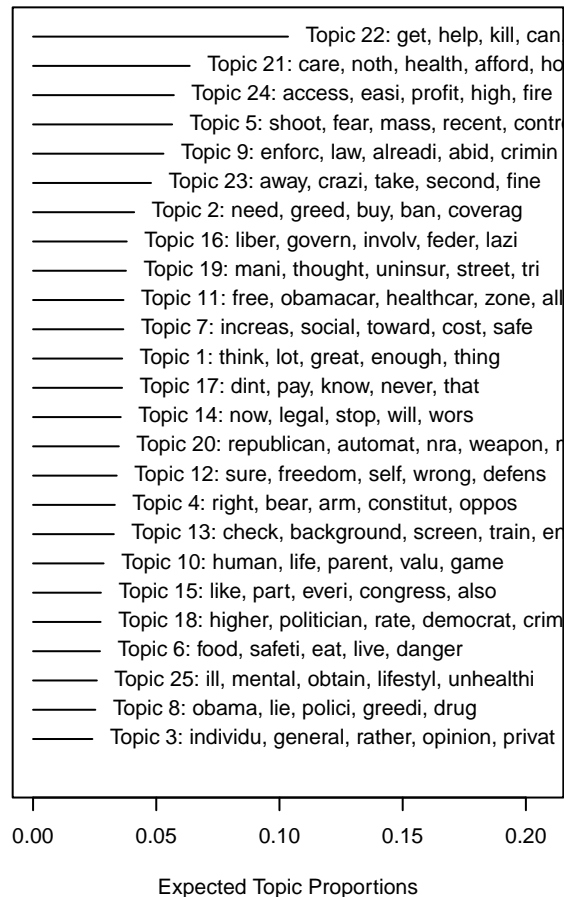 Topic 22: get, help, kill, can,
Topic 21: care, noth, health, afford, ho
Topic 24: access, easi, profit, high, fire
Topic 5: shoot, fear, mass, recent, contr
Topic 9: enforc, law, alreadi, abid, crimin
Topic 23: away, crazi, take, second, fine
Topic 2: need, greed, buy, ban, coverag
Topic 16: liber, govern, involv, feder, lazi
Topic 19: mani, thought, uninsur, street, tri
Topic 11: free, obamacar, healthcar, zone, all
Topic 7: increas, social, toward, cost, safe
Topic 1: think, lot, great, enough, thing
Topic 17: dint, pay, know, never, that
Topic 14: now, legal, stop, will, wors
Topic 20: republican, automat, nra, weapon,
Topic 12: sure, freedom, self, wrong, defens
Topic 4: right, bear, arm, constitut, oppos
Topic 13: check, background, screen, train, en
Topic 10: human, life, parent, valu, game
Topic 15: like, part, everi, congress, also
Topic 18: higher, politician, rate, democrat, crim
Topic 6: food, safeti, eat, live, danger
Topic 25: ill, mental, obtain, lifestyl, unhealthi
Topic 8: obama, lie, polici, greedi, drug
Topic 3: individu, general, rather, opinion, privat
0.00 0.05 0.10 0.15 0.20
Expected Topic Proportions